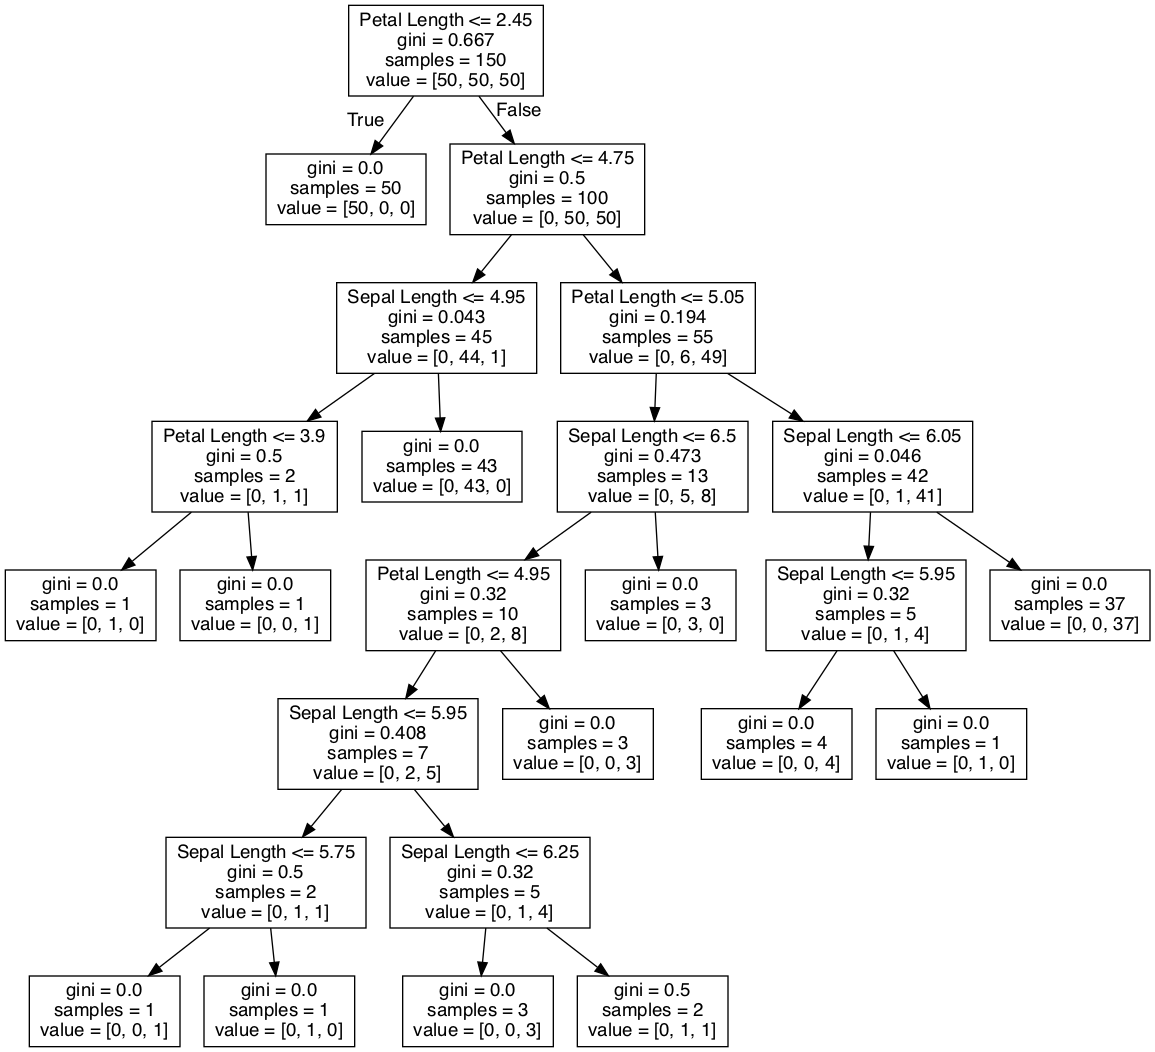 Petal Length <= 2.45
gini = 0.667
samples = 150
value = [50, 50, 50]
True
False
gini = 0.0
samples = 50
value = [50, 0, 0]
Petal Length <= 4.75
gini = 0.5
samples = 100
value = [0, 50, 50]
Sepal Length <= 4.95
gini = 0.043
samples = 45
value = [0, 44, 1]
Petal Length <= 5.05
gini = 0.194
samples = 55
value = [0, 6, 49]
Petal Length <= 3.9
gini = 0.5
samples = 2
value = [0, 1, 1]
gini = 0.0
samples = 43
value = [0, 43, 0]
Sepal Length <= 6.5
gini = 0.473
samples = 13
value = [0, 5, 8]
Sepal Length <= 6.05
gini = 0.046
samples = 42
value = [0, 1, 41]
gini = 0.0
samples = 1
value = [0, 1, 0]
gini = 0.0
samples = 1
value = [0, 0, 1]
Petal Length <= 4.95
gini = 0.32
samples = 10
value = [0, 2, 8]
gini = 0.0
samples = 3
value = [0, 3, 0]
Sepal Length <= 5.95
gini = 0.32
samples = 5
value = [0, 1, 4]
gini = 0.0
samples = 37
value = [0, 0, 37]
Sepal Length <= 5.95
gini = 0.408
samples = 7
value = [0, 2, 5]
gini = 0.0
samples = 3
value = [0, 0, 3]
gini = 0.0
samples = 4
value = [0, 0, 4]
gini = 0.0
samples = 1
value = [0, 1, 0]
Sepal Length <= 5.75
gini = 0.5
samples = 2
value = [0, 1, 1]
Sepal Length <= 6.25
gini = 0.32
samples = 5
value = [0, 1, 4]
gini = 0.0
samples = 1
value = [0, 0, 1]
gini = 0.0
samples = 1
value = [0, 1, 0]
gini = 0.0
samples = 3
value = [0, 0, 3]
gini = 0.5
samples = 2
value = [0, 1, 1]